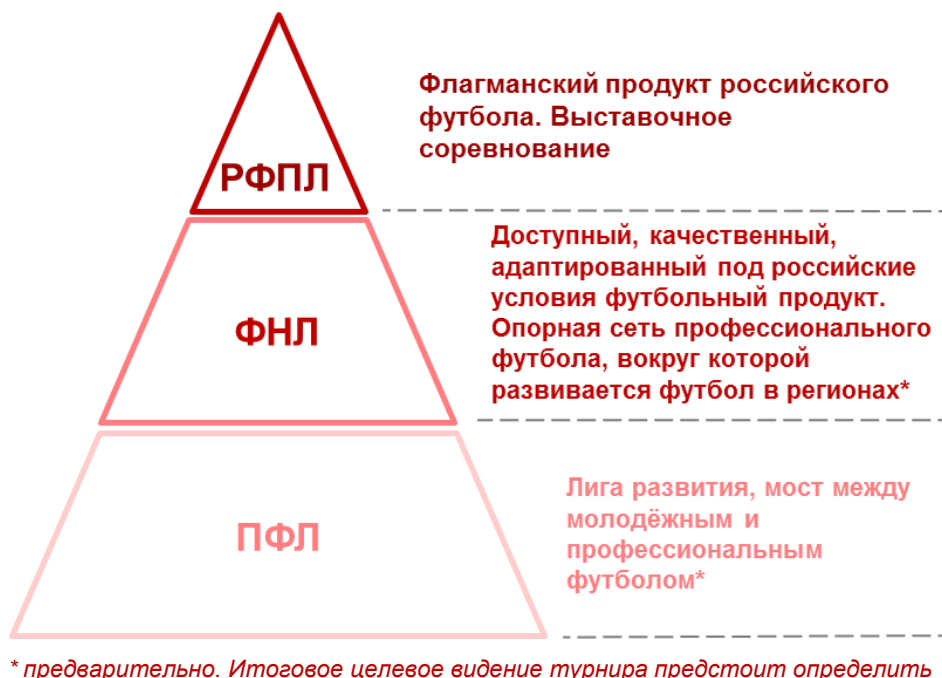 Флагманский продукт российского
футбола. Выставочное
соревнование
РФПЛ
Доступный, качественный,
адаптированный под российские
условия футбольный продукт.
Опорная сеть профессионального
футбола, вокруг которой
развивается футбол в регионах*
ФНЛ
Лига развития, мост между
молодёжным и
профессиональным
футболом*
ПФЛ
* предварительно. Итоговое целевое видение турнира предстоит определить